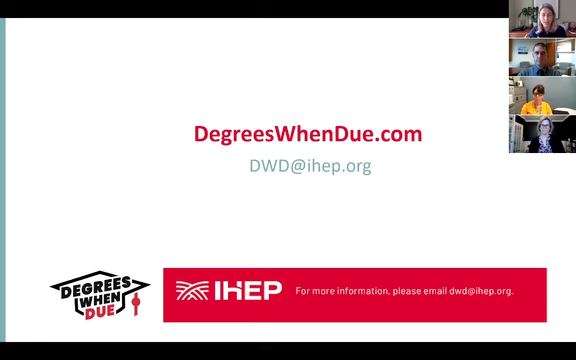 DegreesWhenDue.com
DWD@ihep.org
DEGREES
WHEN
DUE
IHEP
For more information, please email dwd@ihep.org.